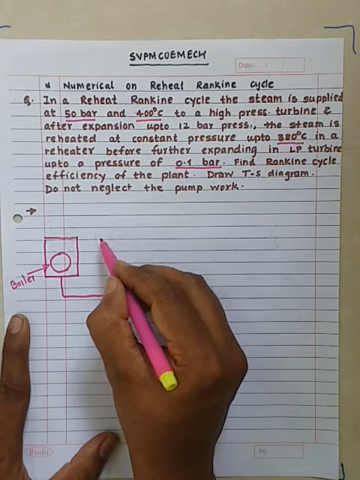 SVPMCOEMECH
Date: / /
* Numerical on Reheat Rankine cycle
Q. In a Reheat Rankine cycle the steam is supplied
at 50 bar and 400°C to a high press. turbine &
after expansion upto 12 bar press., the steam is
reheated at constant pressure upto 380°C in a
reheater before further expanding in LP turbine
upto a pressure of 0.1 bar. Find Rankine cycle
efficiency of the plant. Draw T-S diagram.
Do not neglect the pump work.
→
Boiler
Pg